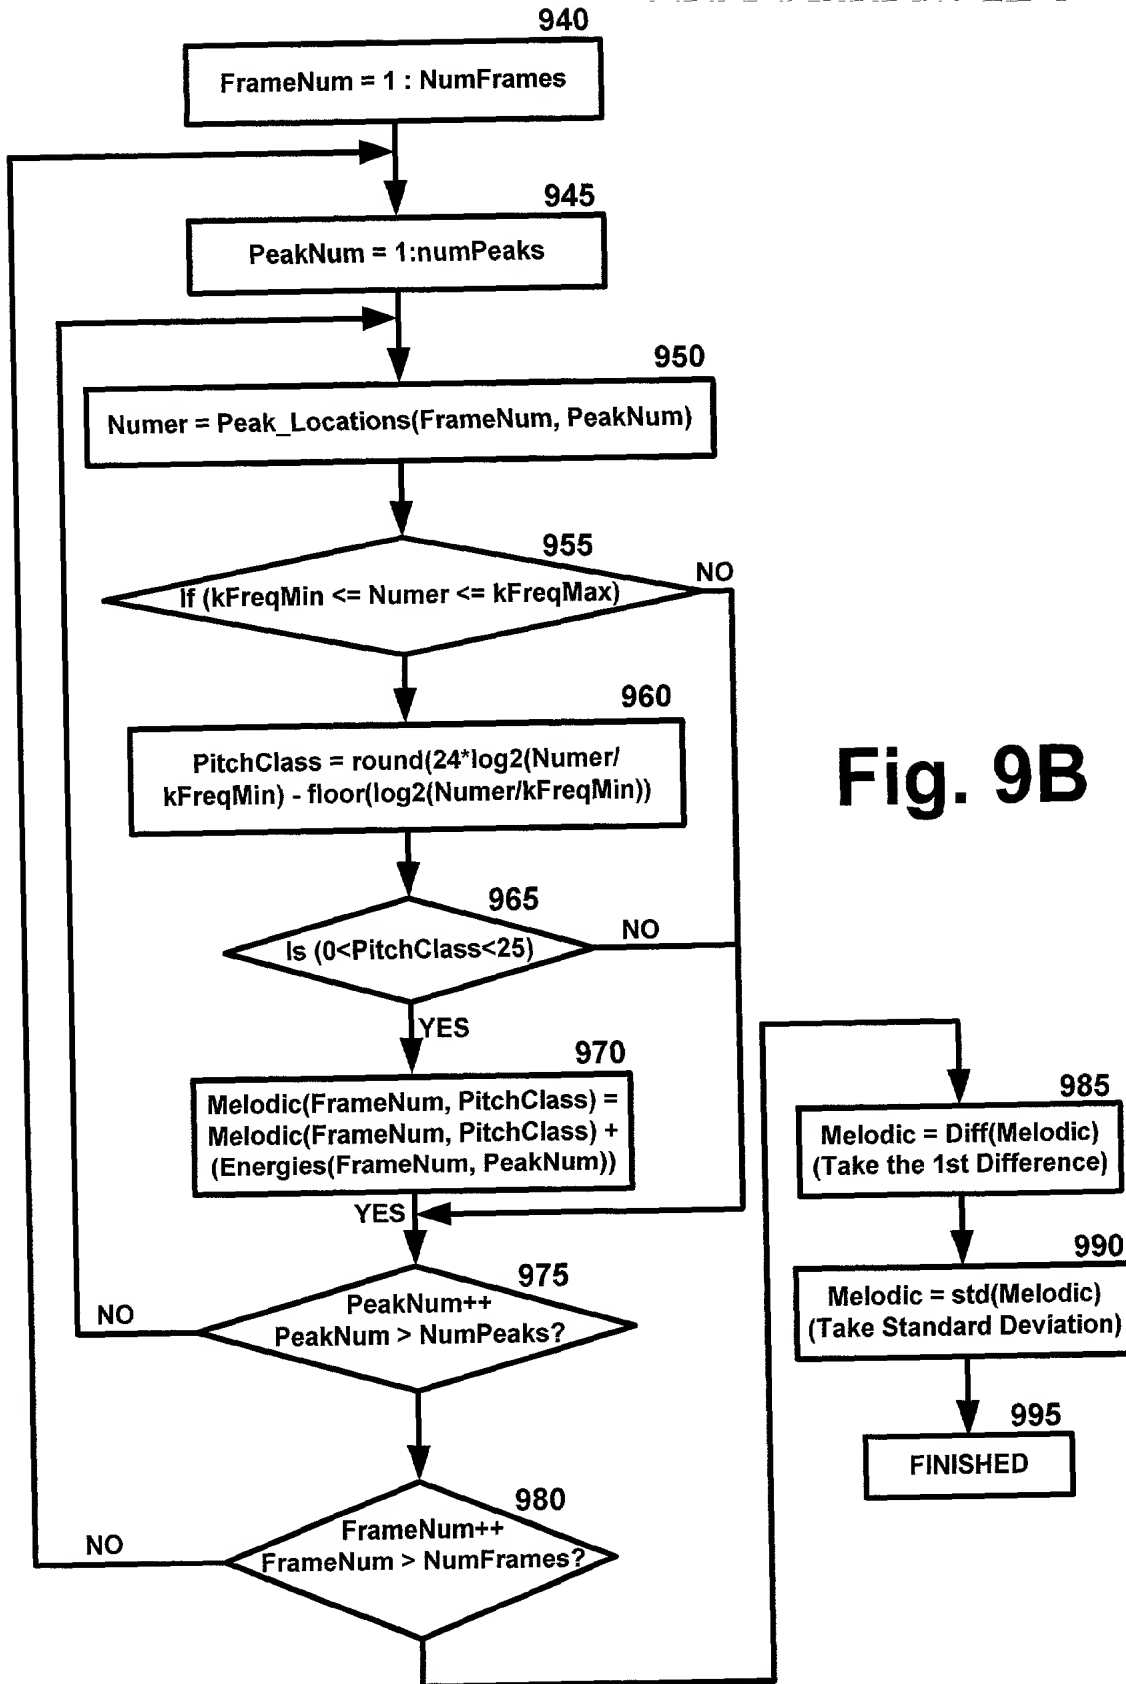 940
FrameNum = 1 : NumFrames
945
PeakNum = 1:numPeaks
950
Numer = Peak_Locations(FrameNum, PeakNum)
955
If (kFreqMin <= Numer <= kFreqMax)
NO
960
PitchClass = round(24*log2(Numer/
kFreqMin) - floor(log2(Numer/kFreqMin))
Fig. 9B
965
Is (0<PitchClass<25)
NO
YES
970
Melodic(FrameNum, PitchClass) =
Melodic(FrameNum, PitchClass) +
(Energies(FrameNum, PeakNum))
YES
975
PeakNum++
PeakNum > NumPeaks?
NO
980
FrameNum++
FrameNum > NumFrames?
NO
985
Melodic = Diff(Melodic)
(Take the 1st Difference)
990
Melodic = std(Melodic)
(Take Standard Deviation)
995
FINISHED